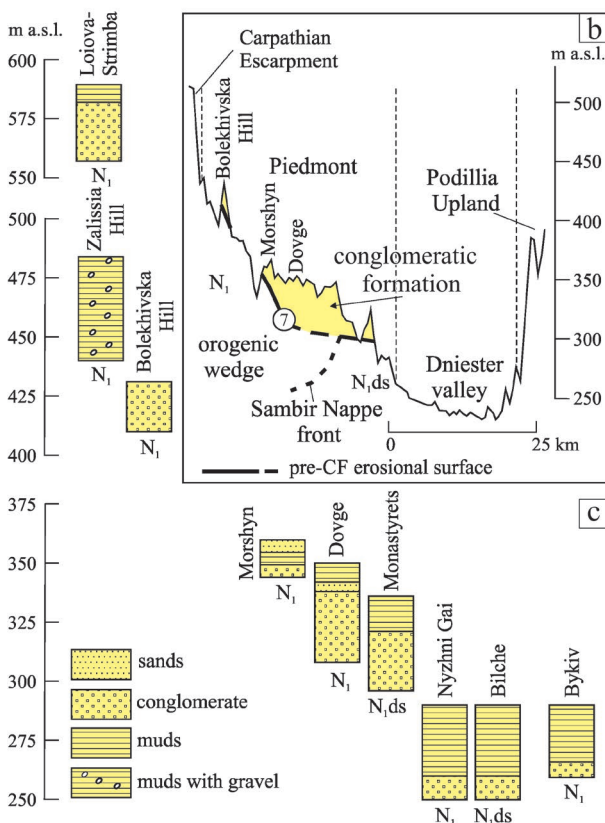 m a.s.l.
600
575
550
500
475
450
425
400
Loiova-
Strimba
N₁
Zalissia
Hill
N₁
Bolekhivska
Hill
N₁
b
m a.s.l.
500
450
400
350
300
250
Carpathian
Escarpment
Bolekhivska
Hill
Piedmont
Podillia
Upland
Morshyn
Dovge
conglomeratic
formation
N₁
7
orogenic
wedge
N₁ds
Sambir Nappe
front
Dniester
valley
0
25 km
pre-CF erosional surface
c
375
350
325
300
275
250
Morshyn
N₁
Dovge
N₁
Monastyrets
N₁ds
Nyzhni Gai
N₁
Bilche
N₁ds
Bykiv
N₁
sands
conglomerate
muds
muds with gravel